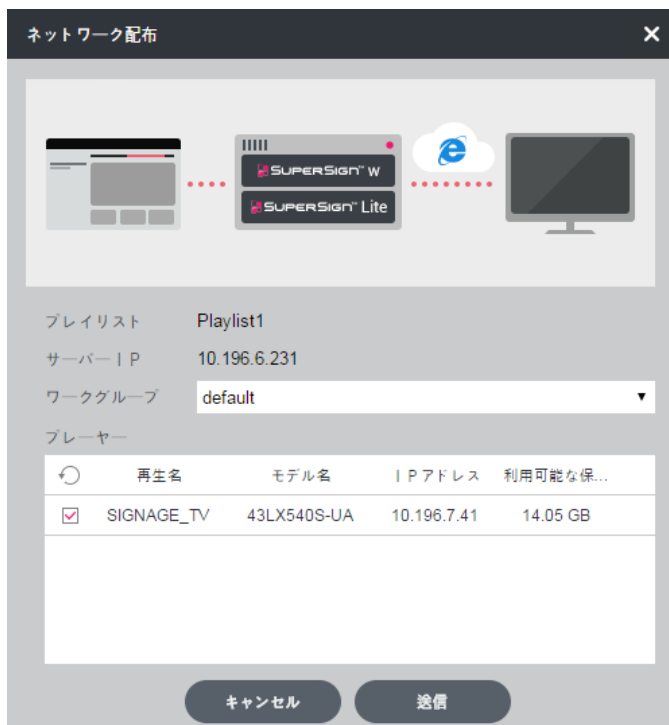 ネットワーク配布
SUPERSIGN™ W
SUPERSIGN™ Lite
プレイリスト Playlist1
サーバーIP 10.196.6.231
ワークグループ default
プレーヤー
再生名 モデル名 IPアドレス 利用可能な保...
SIGNAGE_TV 43LX540S-UA 10.196.7.41 14.05 GB
キャンセル 送信